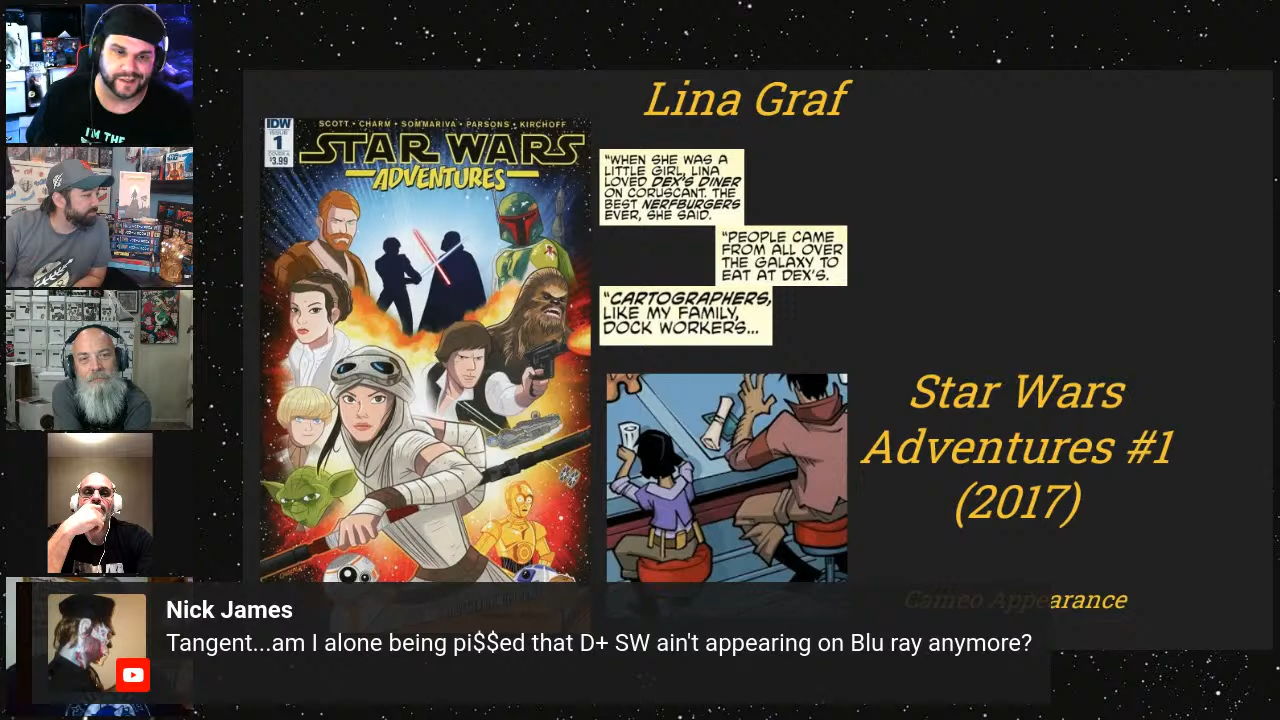 I'M THE
Lina Graf
IDW
1
$3.99
SCOTT • CHARM • SOMMARIVA • PARSONS • KIRCHOFF
STAR WARS
ADVENTURES
"WHEN SHE WAS A
LITTLE GIRL, LINA
LOVED DEX'S DINER
ON CORUSCANT. THE
BEST NERFBURGERS
EVER, SHE SAID.
"PEOPLE CAME
FROM ALL OVER
THE GALAXY TO
EAT AT DEX'S.
"CARTOGRAPHERS,
LIKE MY FAMILY,
DOCK WORKERS...
Star Wars
Adventures #1
(2017)
Cameo Appearance
Nick James
Tangent...am I alone being pi$$ed that D+ SW ain't appearing on Blu ray anymore?